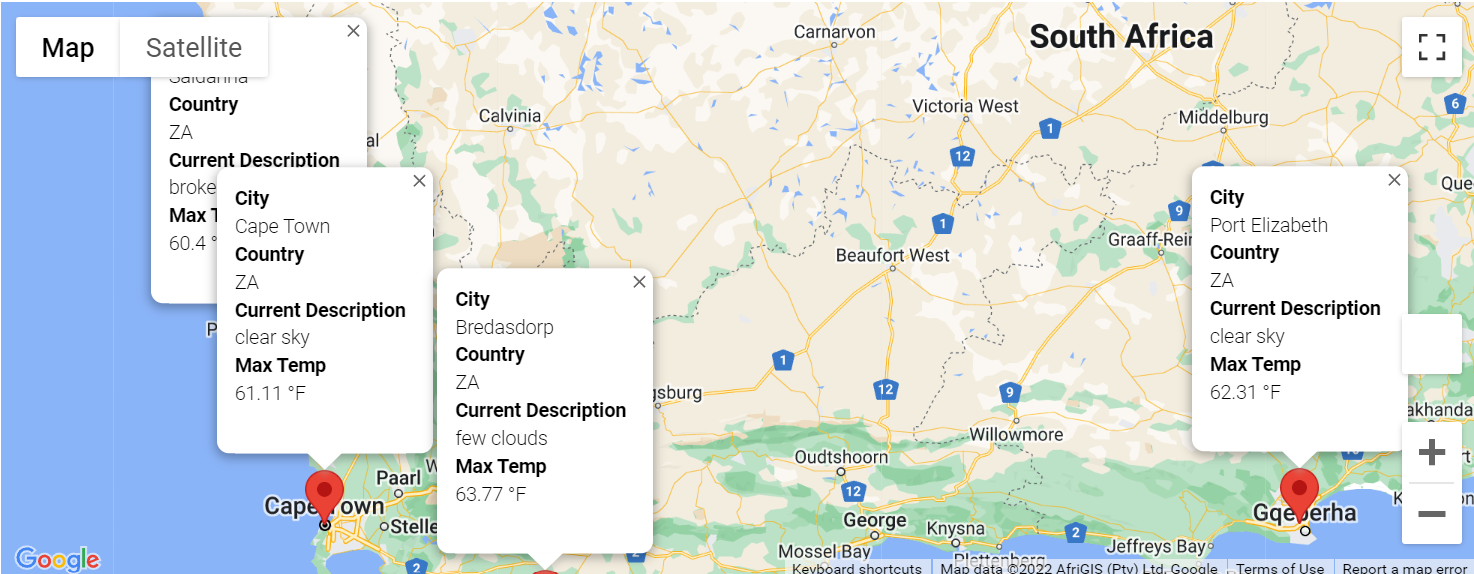 Map
Satellite
Saldanha
Country
ZA
Current Description
broke
Max T
60.4 °
City
Cape Town
Country
ZA
Current Description
clear sky
Max Temp
61.11 °F
City
Bredasdorp
Country
ZA
Current Description
few clouds
Max Temp
63.77 °F
City
Port Elizabeth
Country
ZA
Current Description
clear sky
Max Temp
62.31 °F
South Africa
Carnarvon
Calvinia
Victoria West
Middelburg
1
12
6
9
1
Beaufort West
Graaff-Rein
Que
1
12
9
gsburg
Willowmore
akhanda
Oudtshoorn
12
Paarl
Cape Town
Stelle
George
Knysna
2
Gqeberha
Mossel Bay
Plettenberg
Jeffreys Bay
2
2
Google
Keyboard shortcuts
Map data ©2022 AfriGIS (Pty) Ltd, Google
Terms of Use
Report a map error